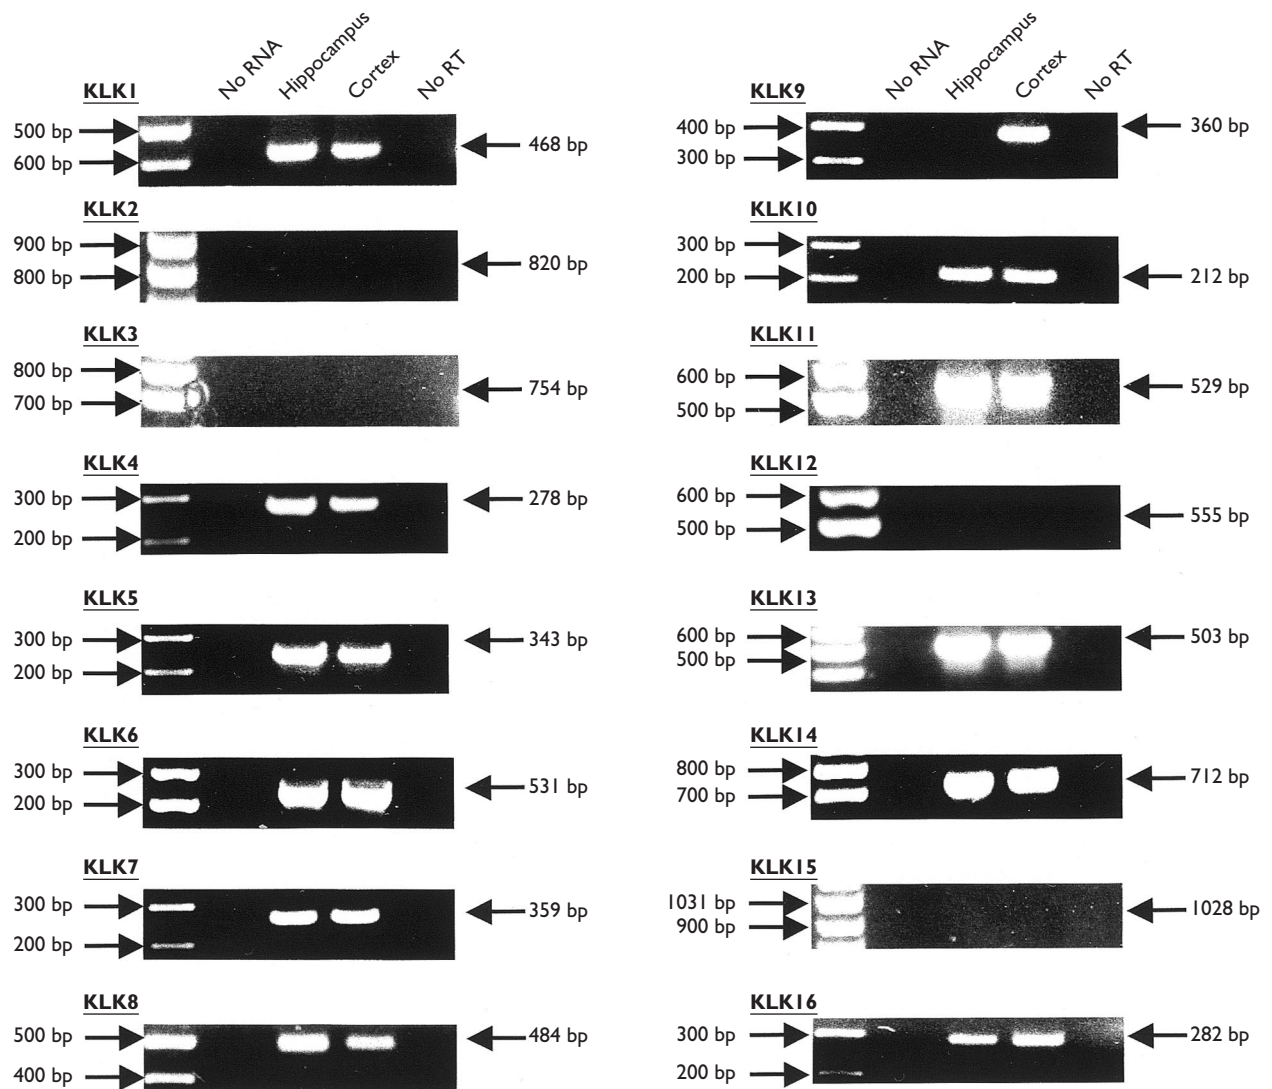 No RNA Hippocampus Cortex No RT
KLK1
500 bp
600 bp
468 bp
KLK2
900 bp
800 bp
820 bp
KLK3
800 bp
700 bp
754 bp
KLK4
300 bp
200 bp
278 bp
KLK5
300 bp
200 bp
343 bp
KLK6
300 bp
200 bp
531 bp
KLK7
300 bp
200 bp
359 bp
KLK8
500 bp
400 bp
484 bp
No RNA Hippocampus Cortex No RT
KLK9
400 bp
300 bp
360 bp
KLK10
300 bp
200 bp
212 bp
KLK11
600 bp
500 bp
529 bp
KLK12
600 bp
500 bp
555 bp
KLK13
600 bp
500 bp
503 bp
KLK14
800 bp
700 bp
712 bp
KLK15
1031 bp
900 bp
1028 bp
KLK16
300 bp
200 bp
282 bp